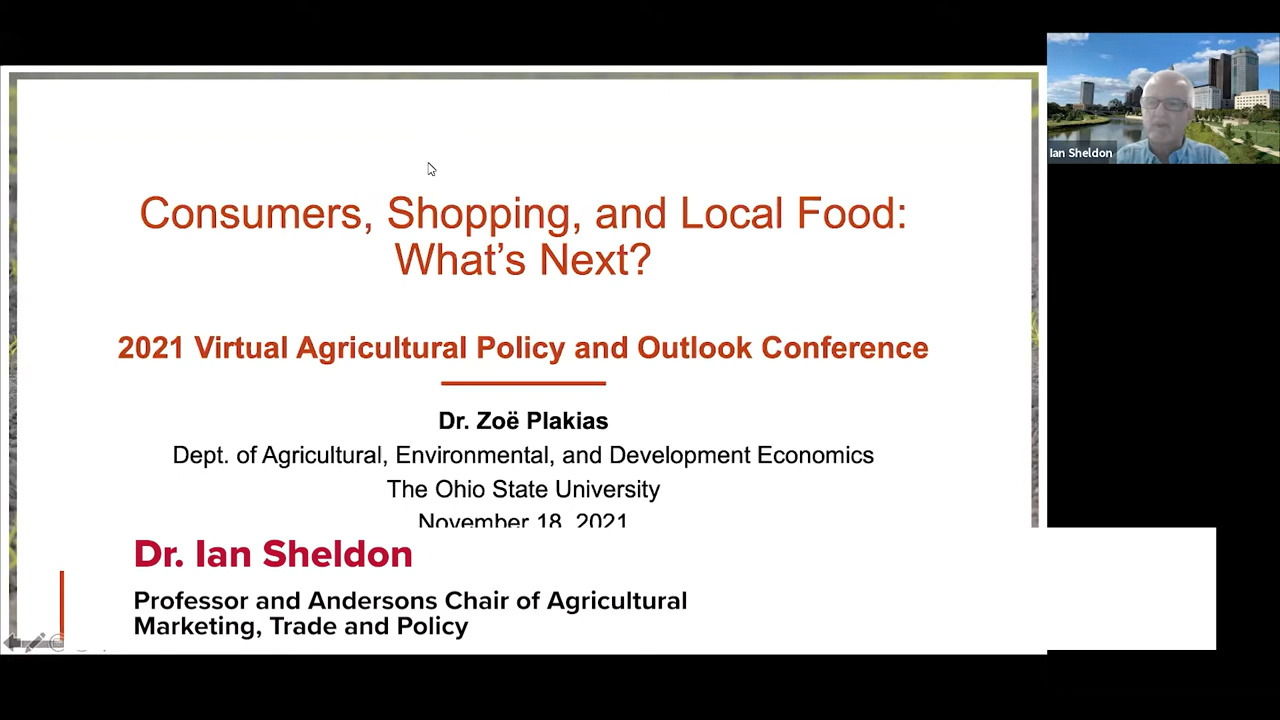 Consumers, Shopping, and Local Food:
What's Next?
2021 Virtual Agricultural Policy and Outlook Conference
Dr. Zoë Plakias
Dept. of Agricultural, Environmental, and Development Economics
The Ohio State University
November 18, 2021
Dr. Ian Sheldon
Professor and Andersons Chair of Agricultural
Marketing, Trade and Policy
Ian Sheldon